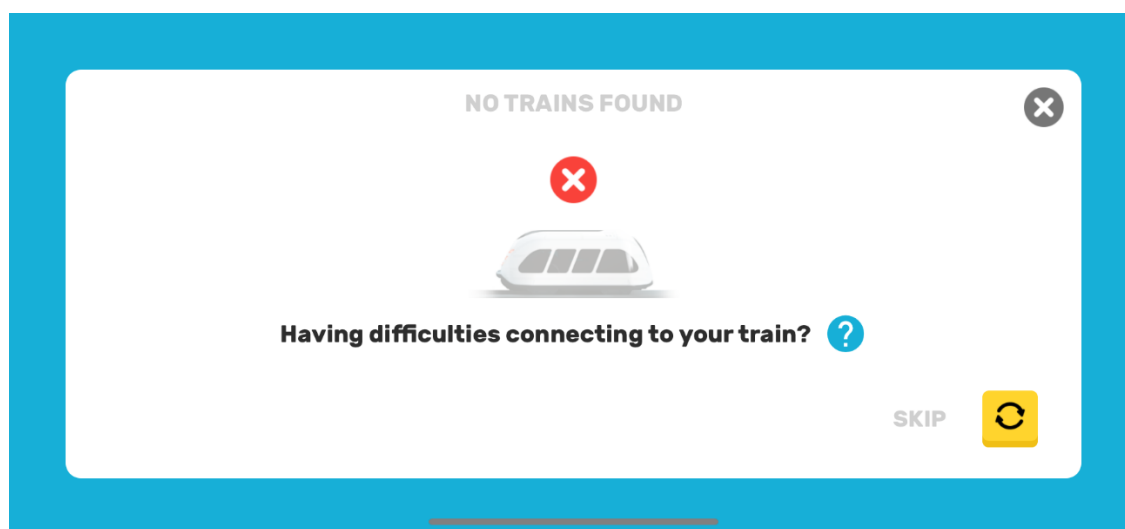 NO TRAINS FOUND
Having difficulties connecting to your train? ?
SKIP